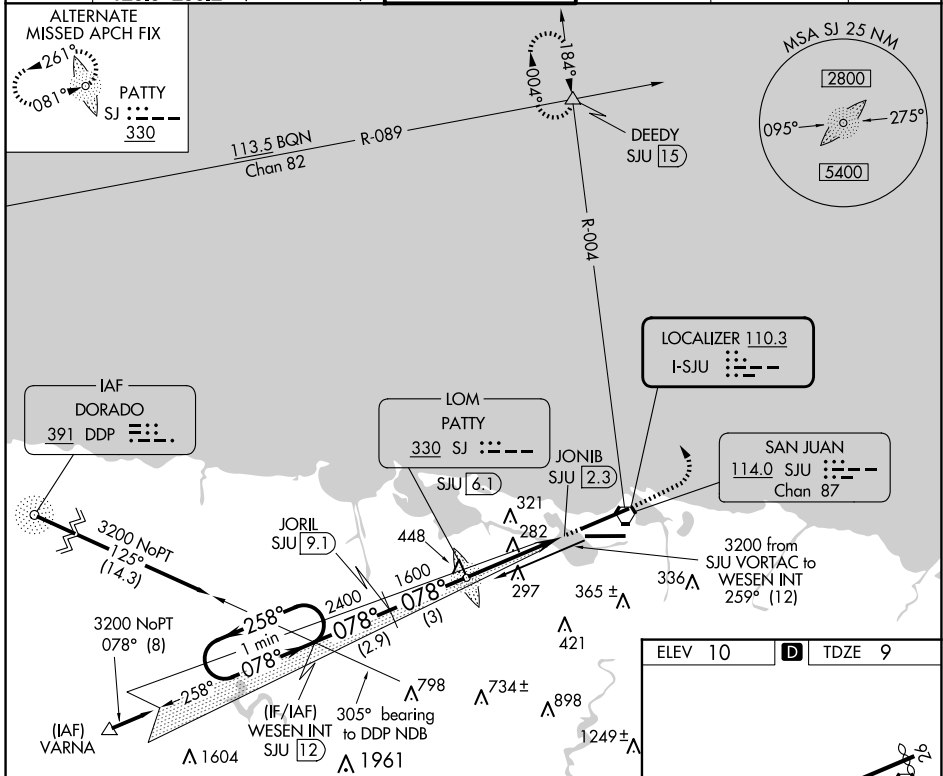 ALTERNATE
MISSED APCH FIX
261°
081°
PATTY
SJ
330
184°
004°
MSA SJ 25 NM
2800
095°
275°
5400
113.5 BQN
Chan 82
R-089
DEEDY
SJU 15
R-004
LOCALIZER 110.3
I-SJU
IAF
DORADO
391 DDP
LOM
PATTY
330 SJ
SJU 6.1
JONIB
SJU 2.3
SAN JUAN
114.0 SJU
Chan 87
3200 NoPT
125°
(14.3)
JORIL
SJU 9.1
448
321
282
297
365 ±
336
3200 from
SJU VORTAC to
WESEN INT
259° (12)
2400
1600
078°
078°
(3)
(2.9)
258°
1 min
078°
258°
3200 NoPT
078° (8)
421
(IAF)
VARNA
(IF/IAF)
WESEN INT
SJU 12
305° bearing
to DDP NDB
798
734 ±
898
1249 ±
1604
1961
ELEV 10
D
TDZE 9
26